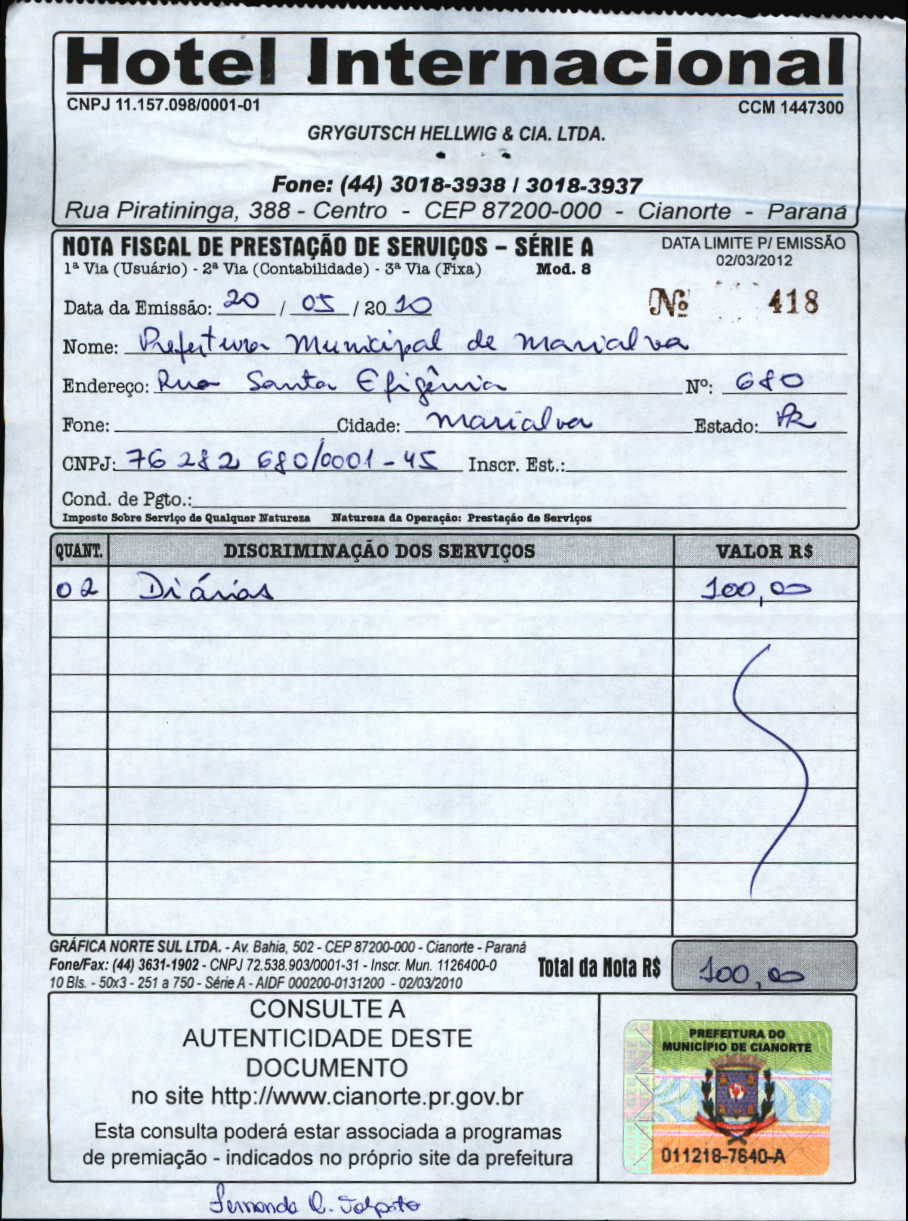 Hotel Internacional
CNPJ 11.157.098/0001-01 CCM 1447300
GRYGUTSCH HELLWIG & CIA. LTDA.
Fone: (44) 3018-3938 / 3018-3937
Rua Piratininga, 388 - Centro - CEP 87200-000 - Cianorte - Paraná
NOTA FISCAL DE PRESTAÇÃO DE SERVIÇOS - SÉRIE A
DATA LIMITE P/ EMISSÃO
02/03/2012
1ª Via (Usuário) - 2ª Via (Contabilidade) - 3ª Via (Fixa) Mod. 8
Data da Emissão: 20 / 05 / 2010 Nº 418
Nome: Prefeitura Municipal de Marialva
Endereço: Rua Santa Efigênia Nº: 680
Fone: Cidade: Marialva Estado: PR
CNPJ: 76 282 680/0001-45 Inscr. Est.:
Cond. de Pgto.:
Imposto Sobre Serviço de Qualquer Natureza Natureza da Operação: Prestação de Serviços
QUANT. DISCRIMINAÇÃO DOS SERVIÇOS VALOR R$
02 Diárias 100,00
GRÁFICA NORTE SUL LTDA. - Av. Bahia, 502 - CEP 87200-000 - Cianorte - Paraná
Fone/Fax: (44) 3631-1902 - CNPJ 72.538.903/0001-31 - Inscr. Mun. 1126400-0
10 Bls. - 50x3 - 251 a 750 - Série A - AIDF 000200-0131200 - 02/03/2010
Total da Nota R$ 100,00
CONSULTE A
AUTENTICIDADE DESTE
DOCUMENTO
no site http://www.cianorte.pr.gov.br
Esta consulta poderá estar associada a programas
de premiação - indicados no próprio site da prefeitura
PREFEITURA DO
MUNICÍPIO DE CIANORTE
011218-7640-A